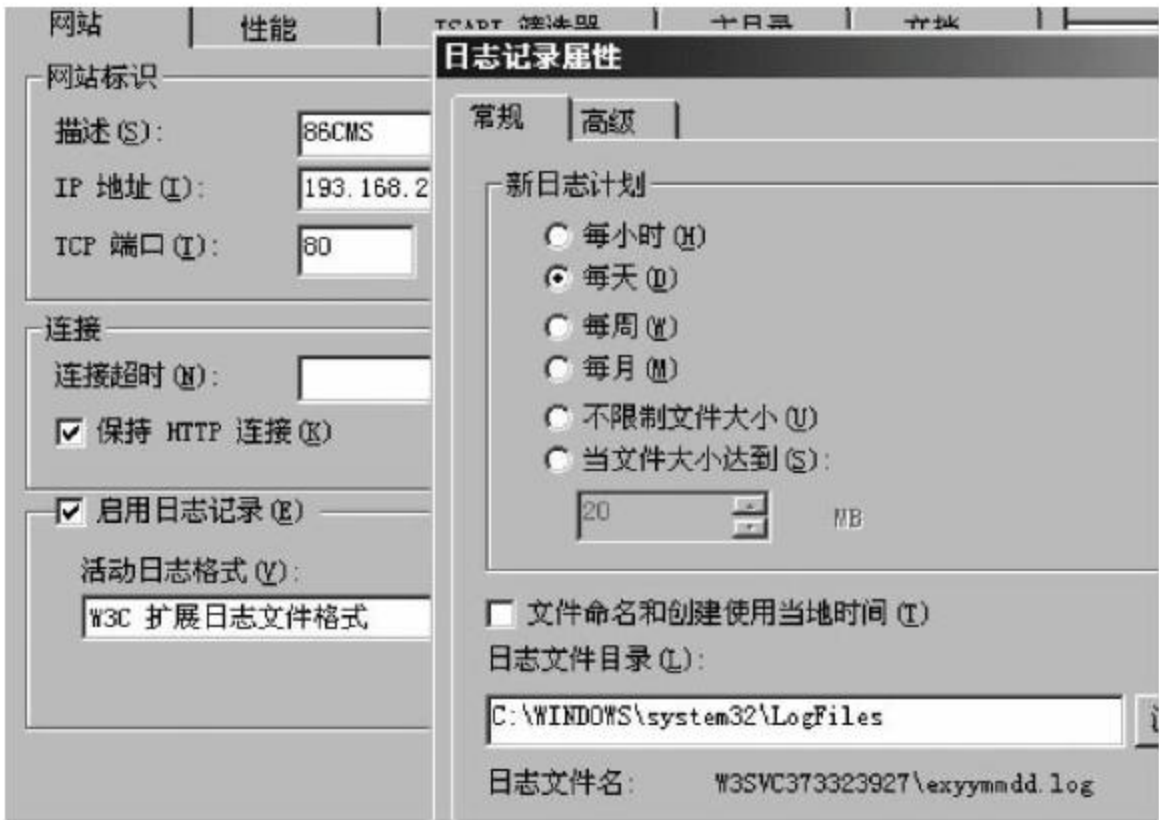 网站
性能
日志记录属性
网站标识
描述(S):
86CMS
IP 地址(I):
193.168.2
TCP 端口(T):
80
连接
连接超时(N):
保持 HTTP 连接(K)
启用日志记录(E)
活动日志格式(V):
W3C 扩展日志文件格式
常规
高级
新日志计划
每小时(H)
每天(D)
每周(W)
每月(M)
不限制文件大小(U)
当文件大小达到(S):
20
MB
文件命名和创建使用当地时间(T)
日志文件目录(L):
C:\WINDOWS\system32\LogFiles
日志文件名:
W3SVC373323927\exyymmdd.log